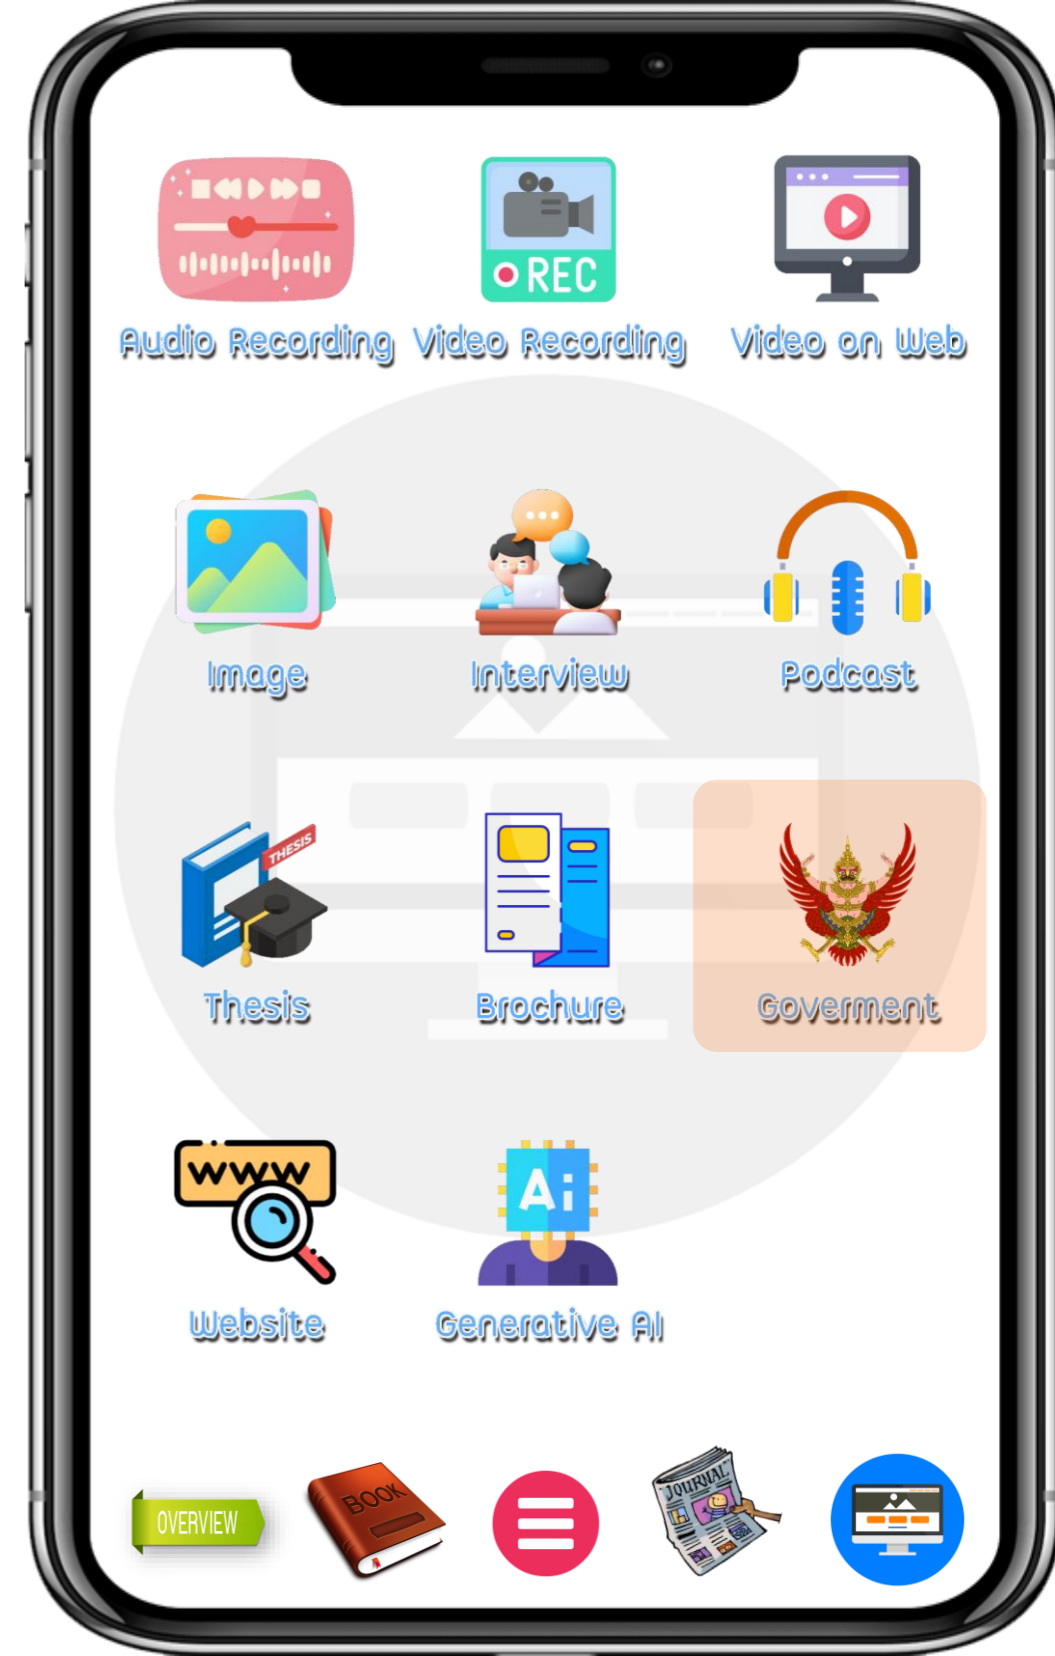 REC
Audio Recording Video Recording Video on Web
Image Interview Podcast
THESIS
Thesis Brochure Goverment
www Ai
Website Generative AI
OVERVIEW BOOK JOURNAL